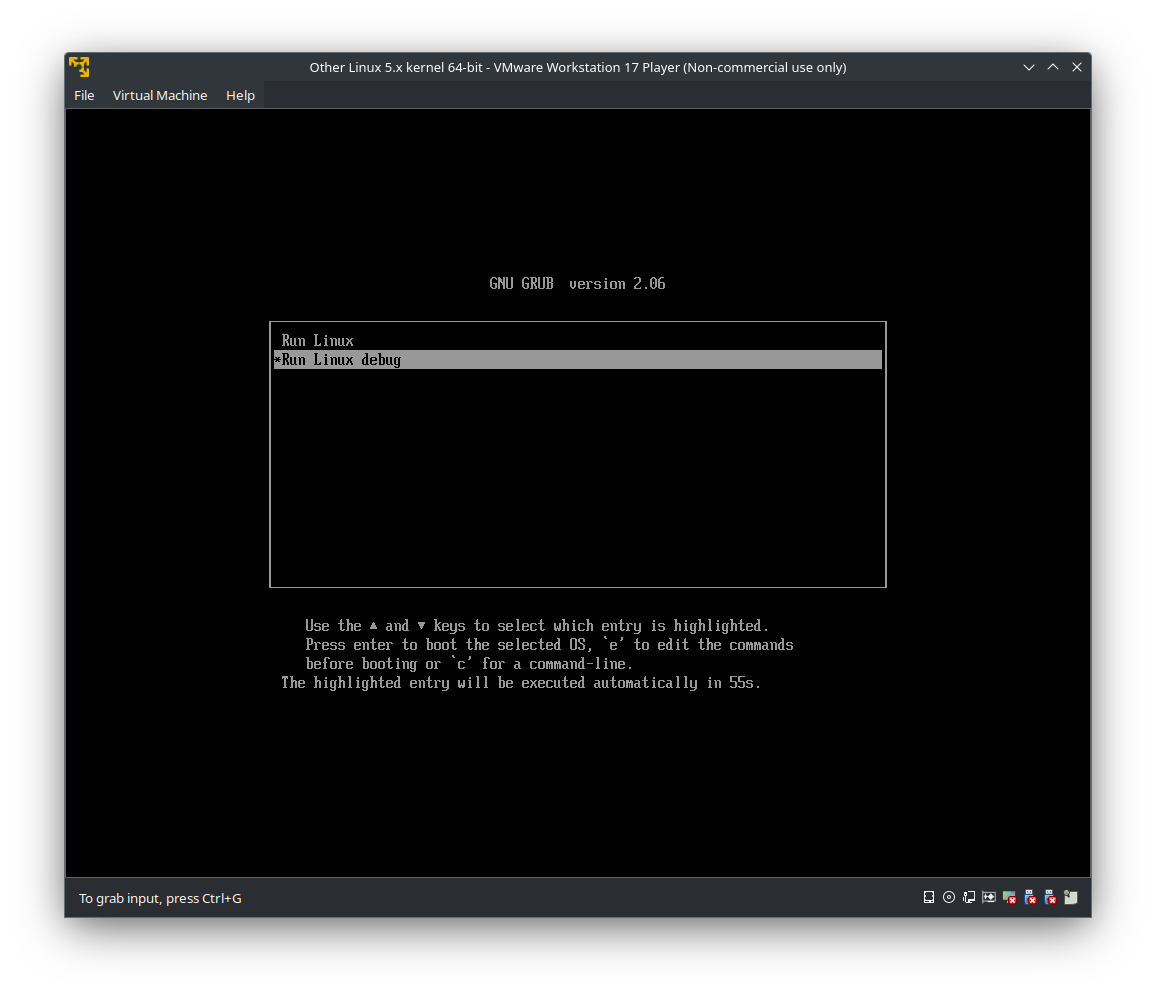 Other Linux 5.x kernel 64-bit - VMware Workstation 17 Player (Non-commercial use only)
File Virtual Machine Help
GNU GRUB  version 2.06
Run Linux
*Run Linux debug
Use the ▲ and ▼ keys to select which entry is highlighted.
Press enter to boot the selected OS, `e' to edit the commands
before booting or `c' for a command-line.
The highlighted entry will be executed automatically in 55s.
To grab input, press Ctrl+G